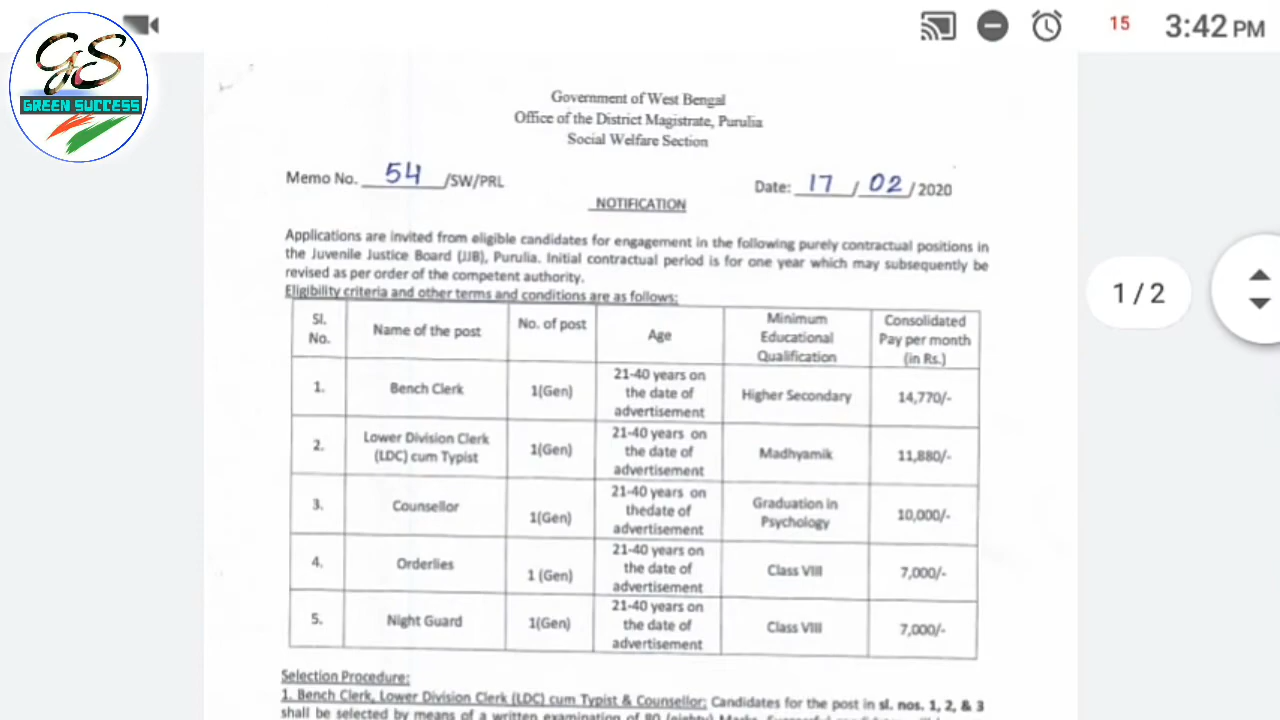 GS
GREEN SUCCESS
15 3:42 PM
Government of West Bengal
Office of the District Magistrate, Purulia
Social Welfare Section
Memo No. 54 /SW/PRL
Date: 17 / 02 / 2020
NOTIFICATION
Applications are invited from eligible candidates for engagement in the following purely contractual positions in
the Juvenile Justice Board (JJB), Purulia. Initial contractual period is for one year which may subsequently be
revised as per order of the competent authority.
Eligibility criteria and other terms and conditions are as follows:
Sl. No. Name of the post No. of post Age Minimum Educational Qualification Consolidated Pay per month (in Rs.)
1. Bench Clerk 1(Gen) 21-40 years on the date of advertisement Higher Secondary 14,770/-
2. Lower Division Clerk (LDC) cum Typist 1(Gen) 21-40 years on the date of advertisement Madhyamik 11,880/-
3. Counsellor 1(Gen) 21-40 years on thedate of advertisement Graduation in Psychology 10,000/-
4. Orderlies 1 (Gen) 21-40 years on the date of advertisement Class VIII 7,000/-
5. Night Guard 1(Gen) 21-40 years on the date of advertisement Class VIII 7,000/-
1 / 2
Selection Procedure:
1. Bench Clerk, Lower Division Clerk (LDC) cum Typist & Counsellor: Candidates for the post in sl. nos. 1, 2, & 3
shall be selected by means of a written examination of 80 (eighty) Marks.